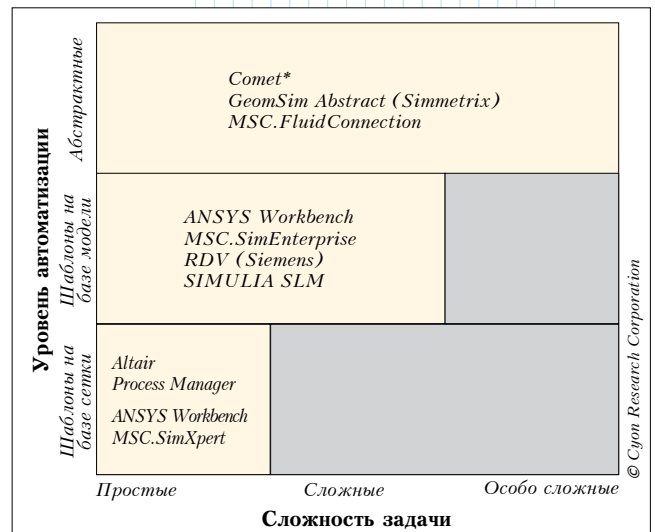 Уровень автоматизации
Абстрактные
Comet*
GeomSim Abstract (Simmetrix)
MSC.FluidConnection
Шаблоны на
базе модели
ANSYS Workbench
MSC.SimEnterprise
RDV (Siemens)
SIMULIA SLM
Шаблоны на
базе сетки
Altair
Process Manager
ANSYS Workbench
MSC.SimXpert
© Cyon Research Corporation
Простые
Сложные
Особо сложные
Сложность задачи